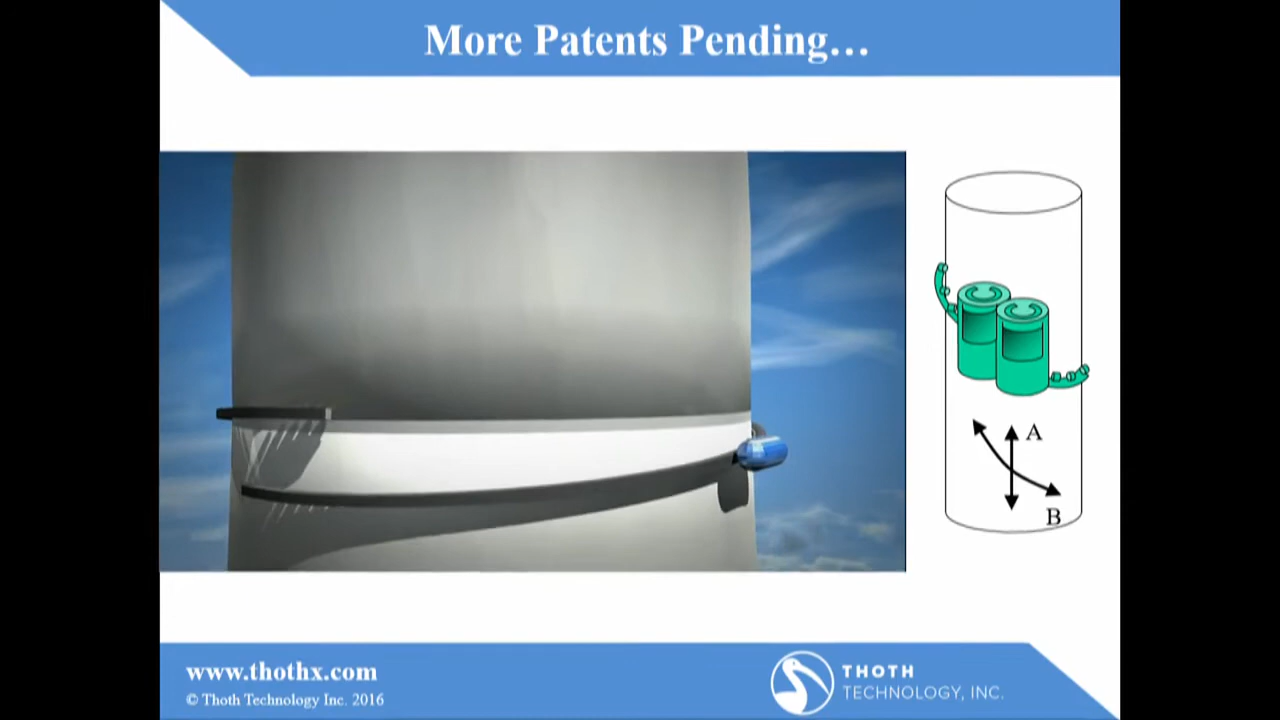 More Patents Pending...
A
B
www.thothx.com
© Thoth Technology Inc. 2016
THOTH
TECHNOLOGY, INC.